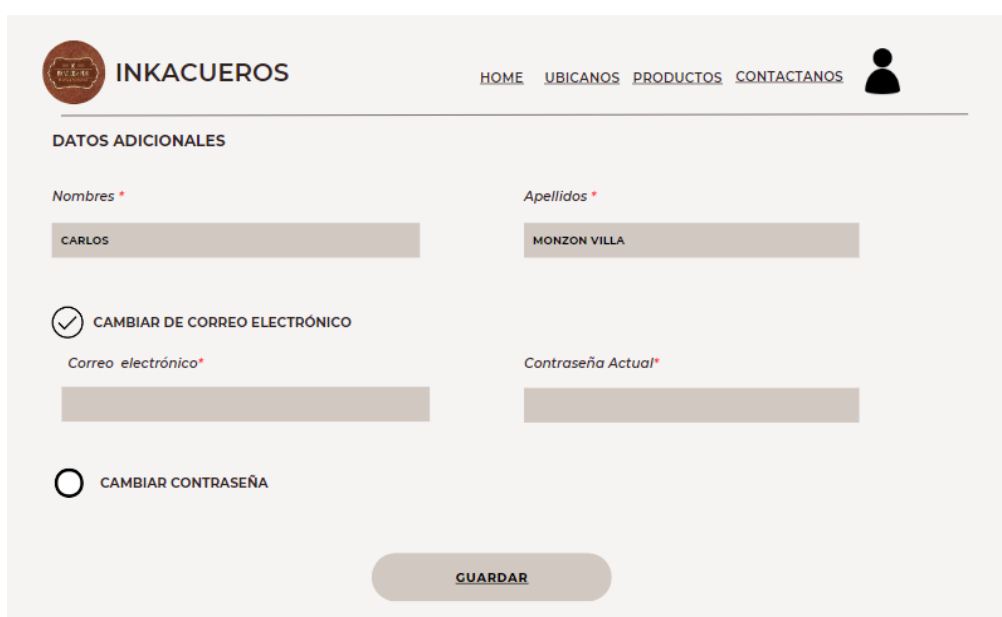 INKACUEROS
HOME UBICANOS PRODUCTOS CONTACTANOS
DATOS ADICIONALES
Nombres * Apellidos *
CARLOS MONZON VILLA
CAMBIAR DE CORREO ELECTRÓNICO
Correo electrónico* Contraseña Actual*
CAMBIAR CONTRASEÑA
GUARDAR